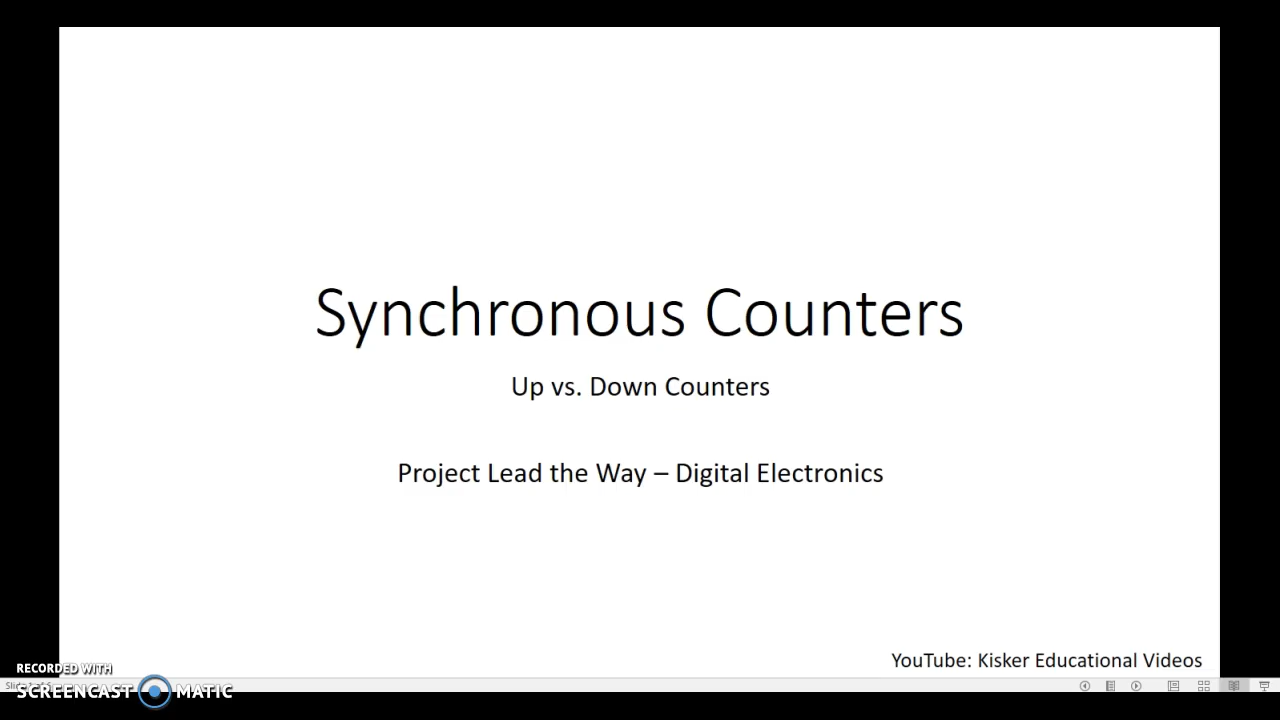 Synchronous Counters
Up vs. Down Counters
Project Lead the Way – Digital Electronics
YouTube: Kisker Educational Videos
RECORDED WITH
SCREENCAST MATIC